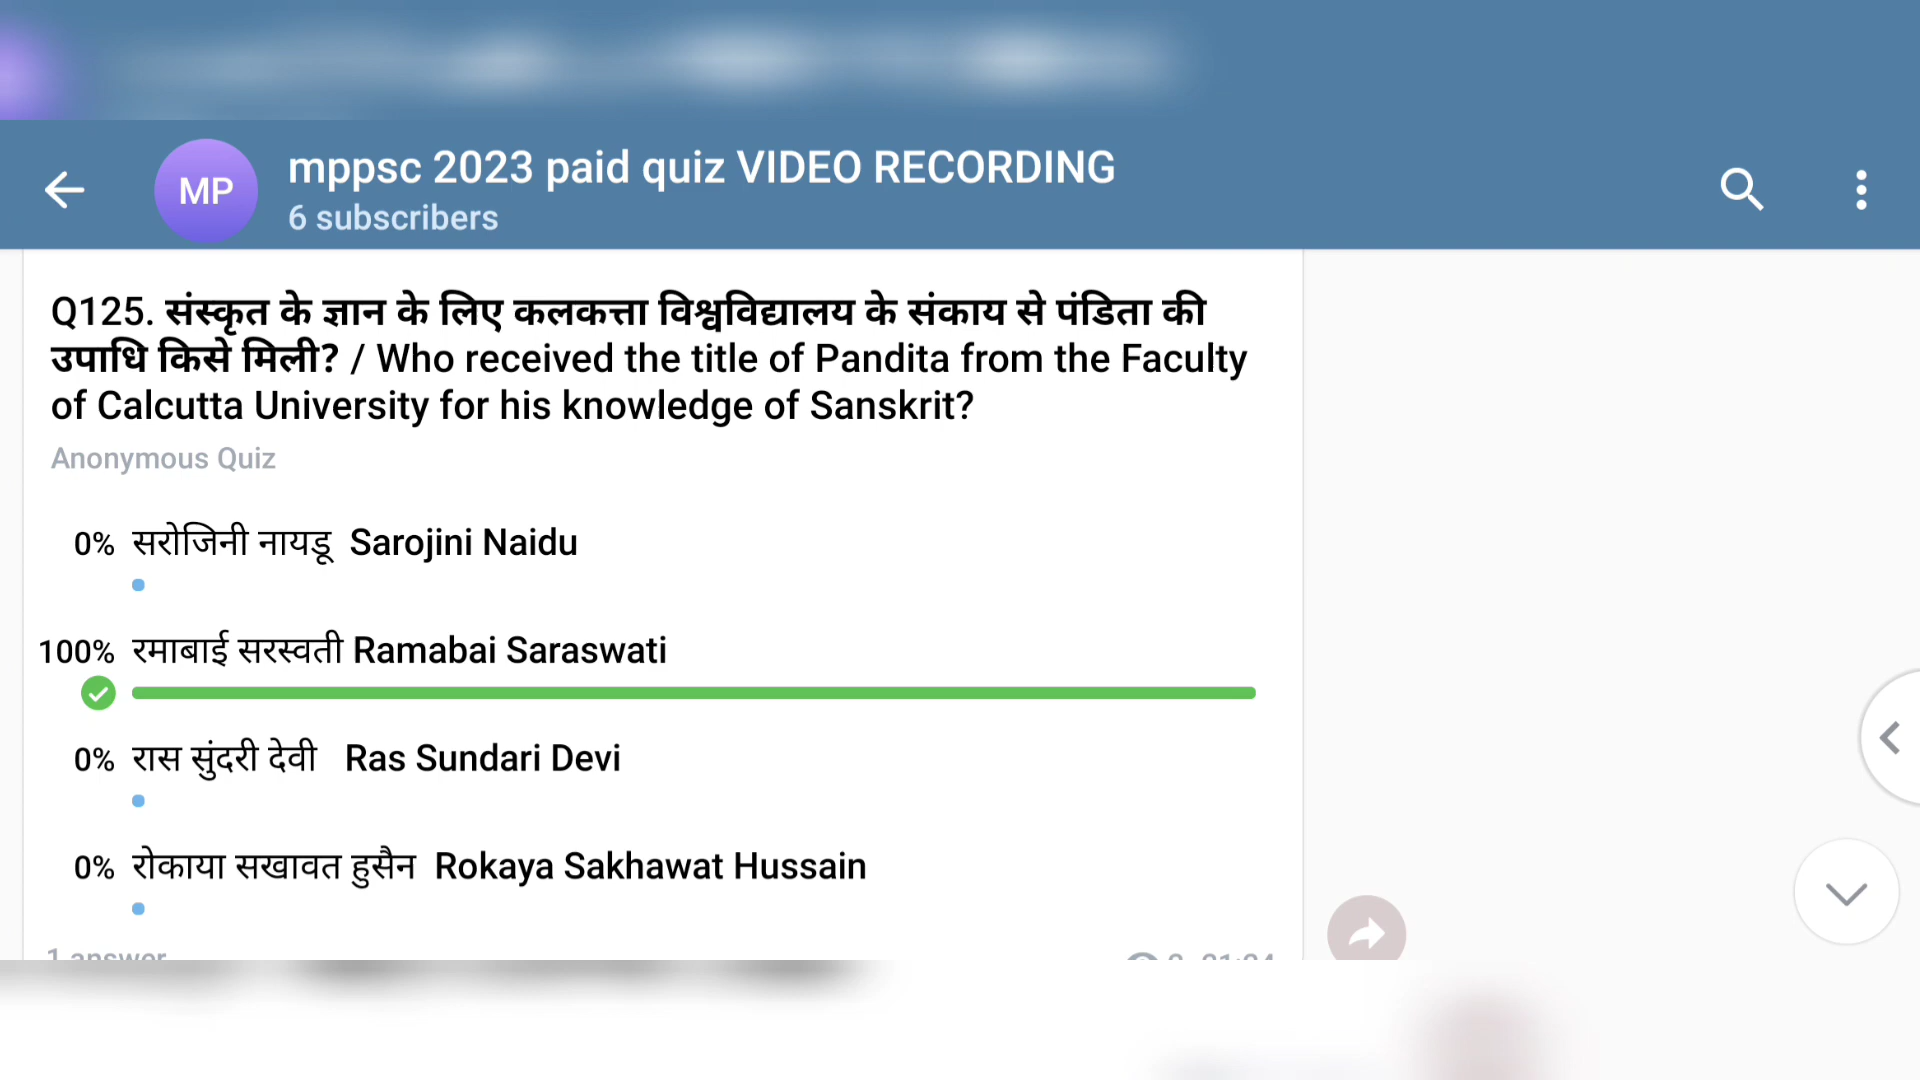 MP
mppsc 2023 paid quiz VIDEO RECORDING
6 subscribers
Q125. संस्कृत के ज्ञान के लिए कलकत्ता विश्वविद्यालय के संकाय से पंडिता की
उपाधि किसे मिली? / Who received the title of Pandita from the Faculty
of Calcutta University for his knowledge of Sanskrit?
Anonymous Quiz
0% सरोजिनी नायडू Sarojini Naidu
100% रमाबाई सरस्वती Ramabai Saraswati
0% रास सुंदरी देवी Ras Sundari Devi
0% रोकाया सखावत हुसैन Rokaya Sakhawat Hussain
1 answer